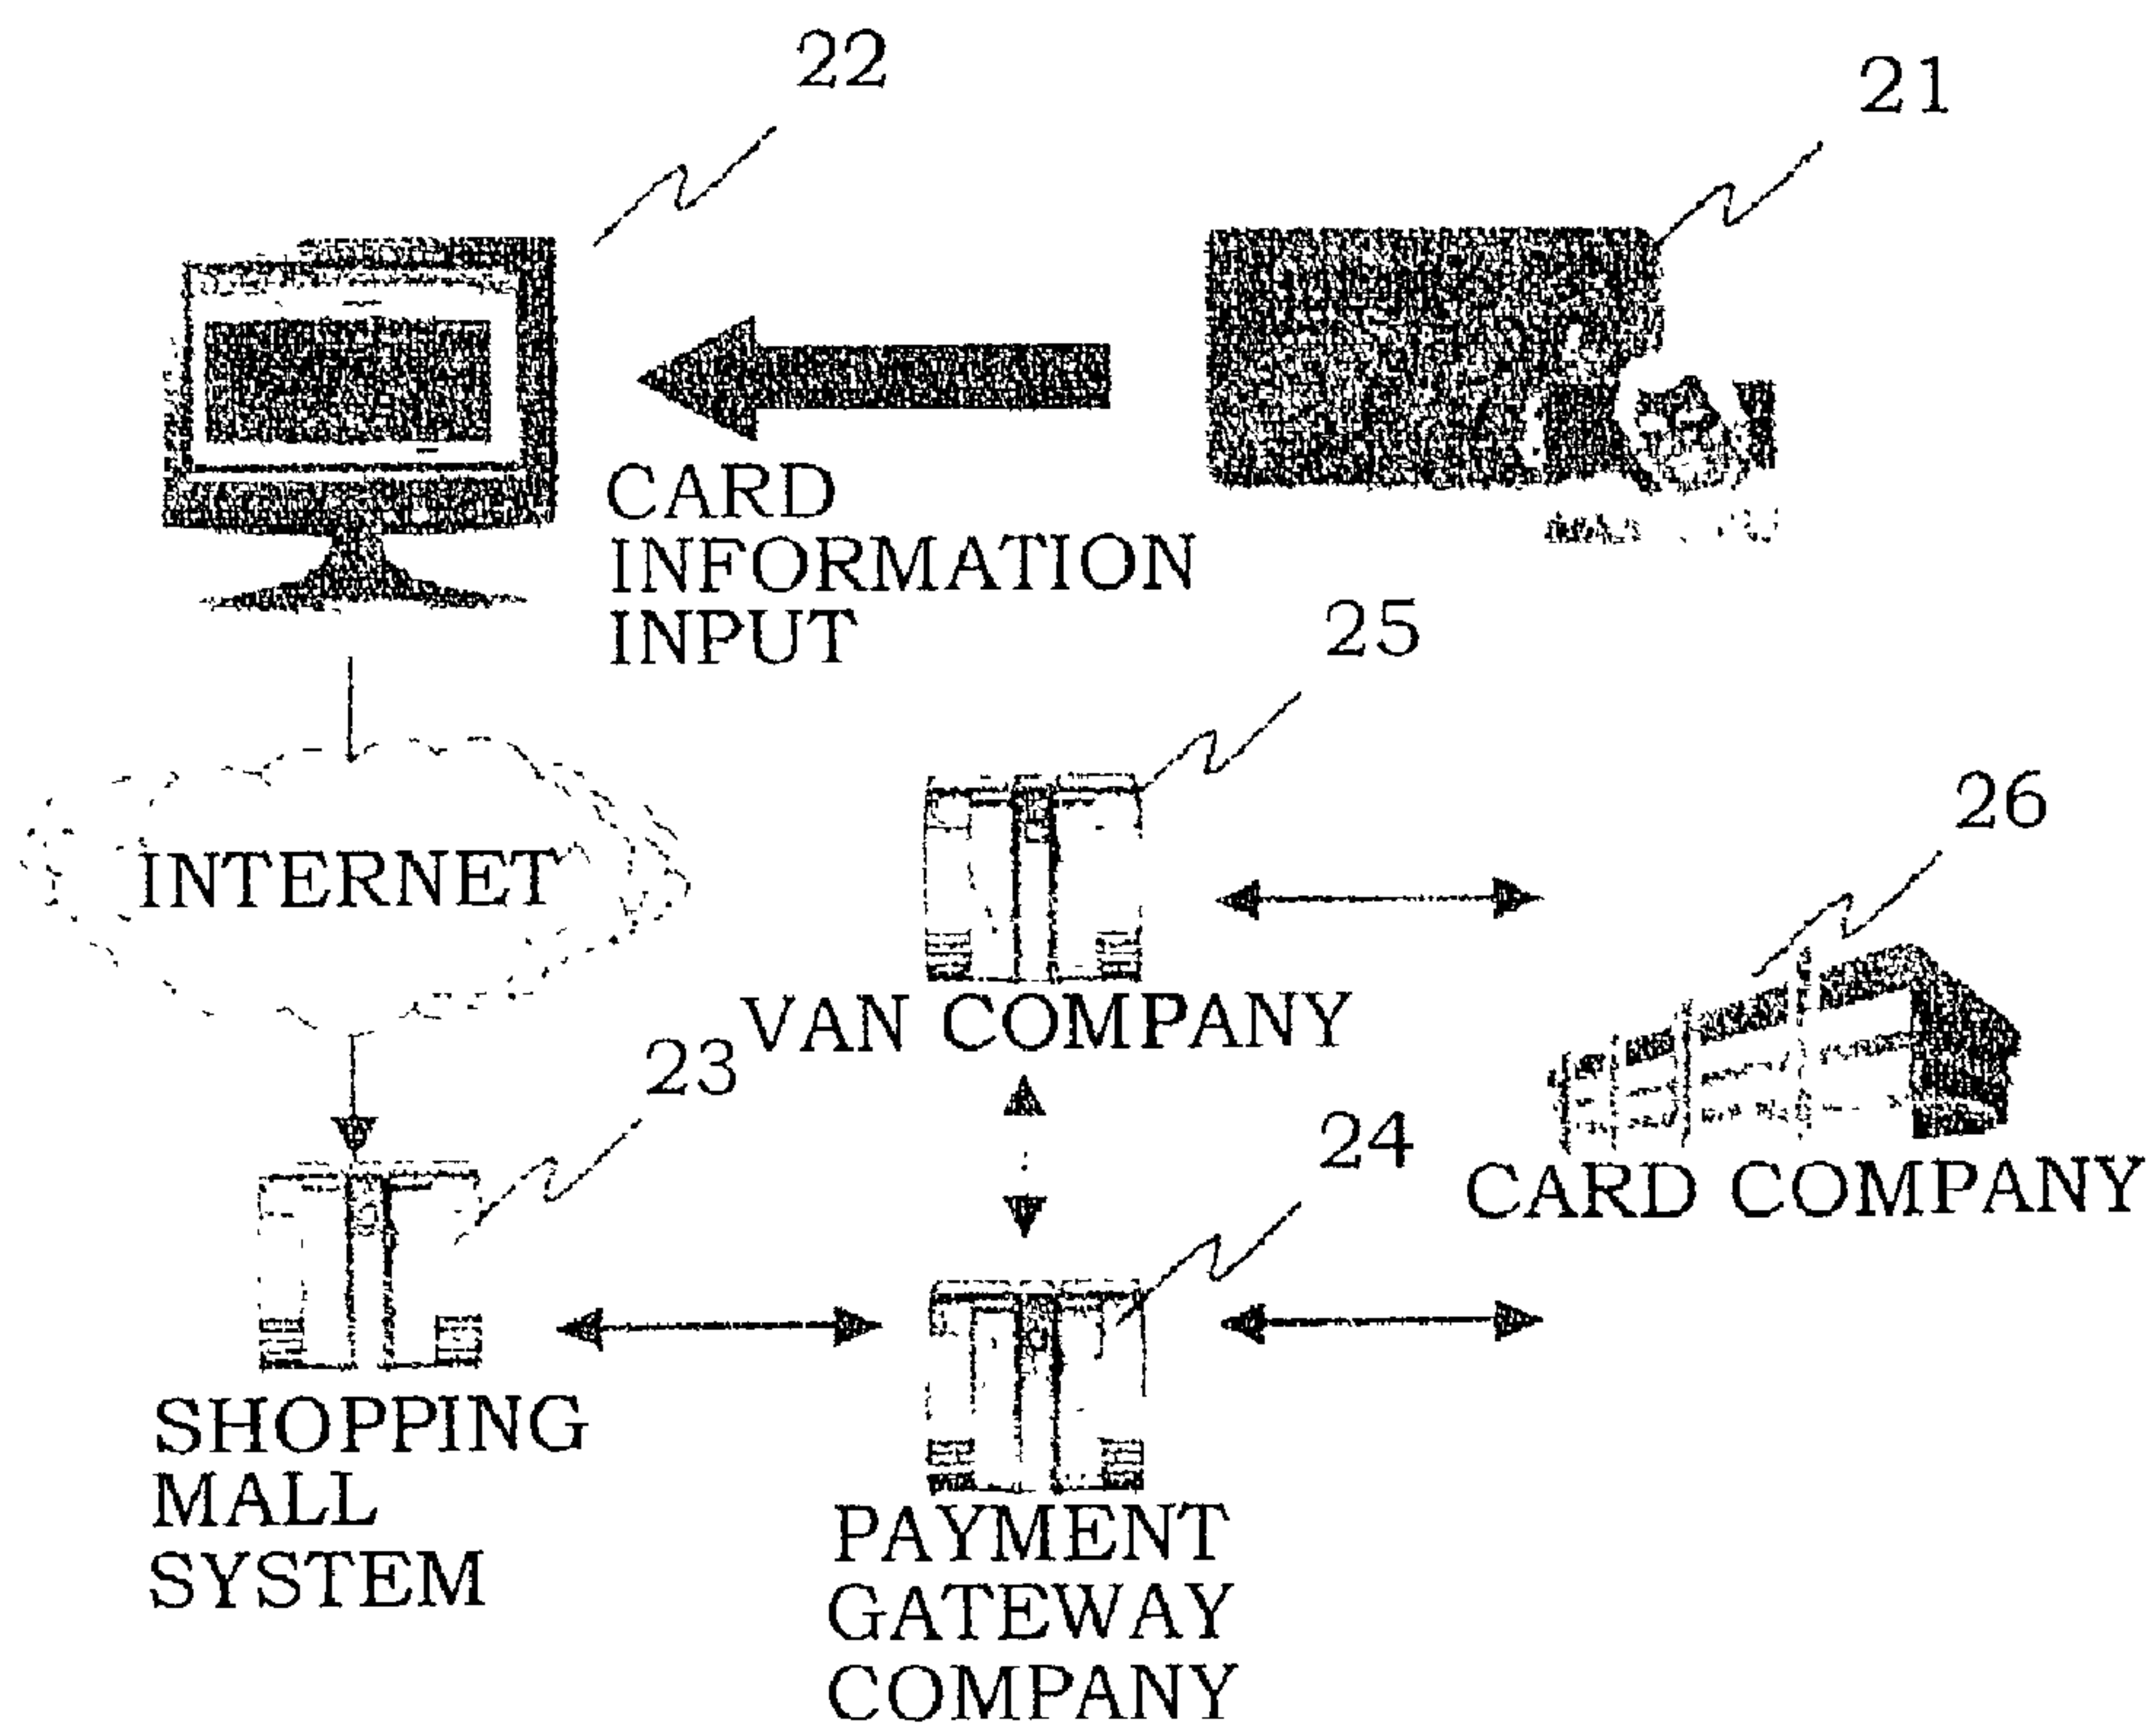 22
21
CARD
INFORMATION
INPUT
25
INTERNET
26
VAN COMPANY
23
24
CARD COMPANY
SHOPPING
MALL
SYSTEM
PAYMENT
GATEWAY
COMPANY